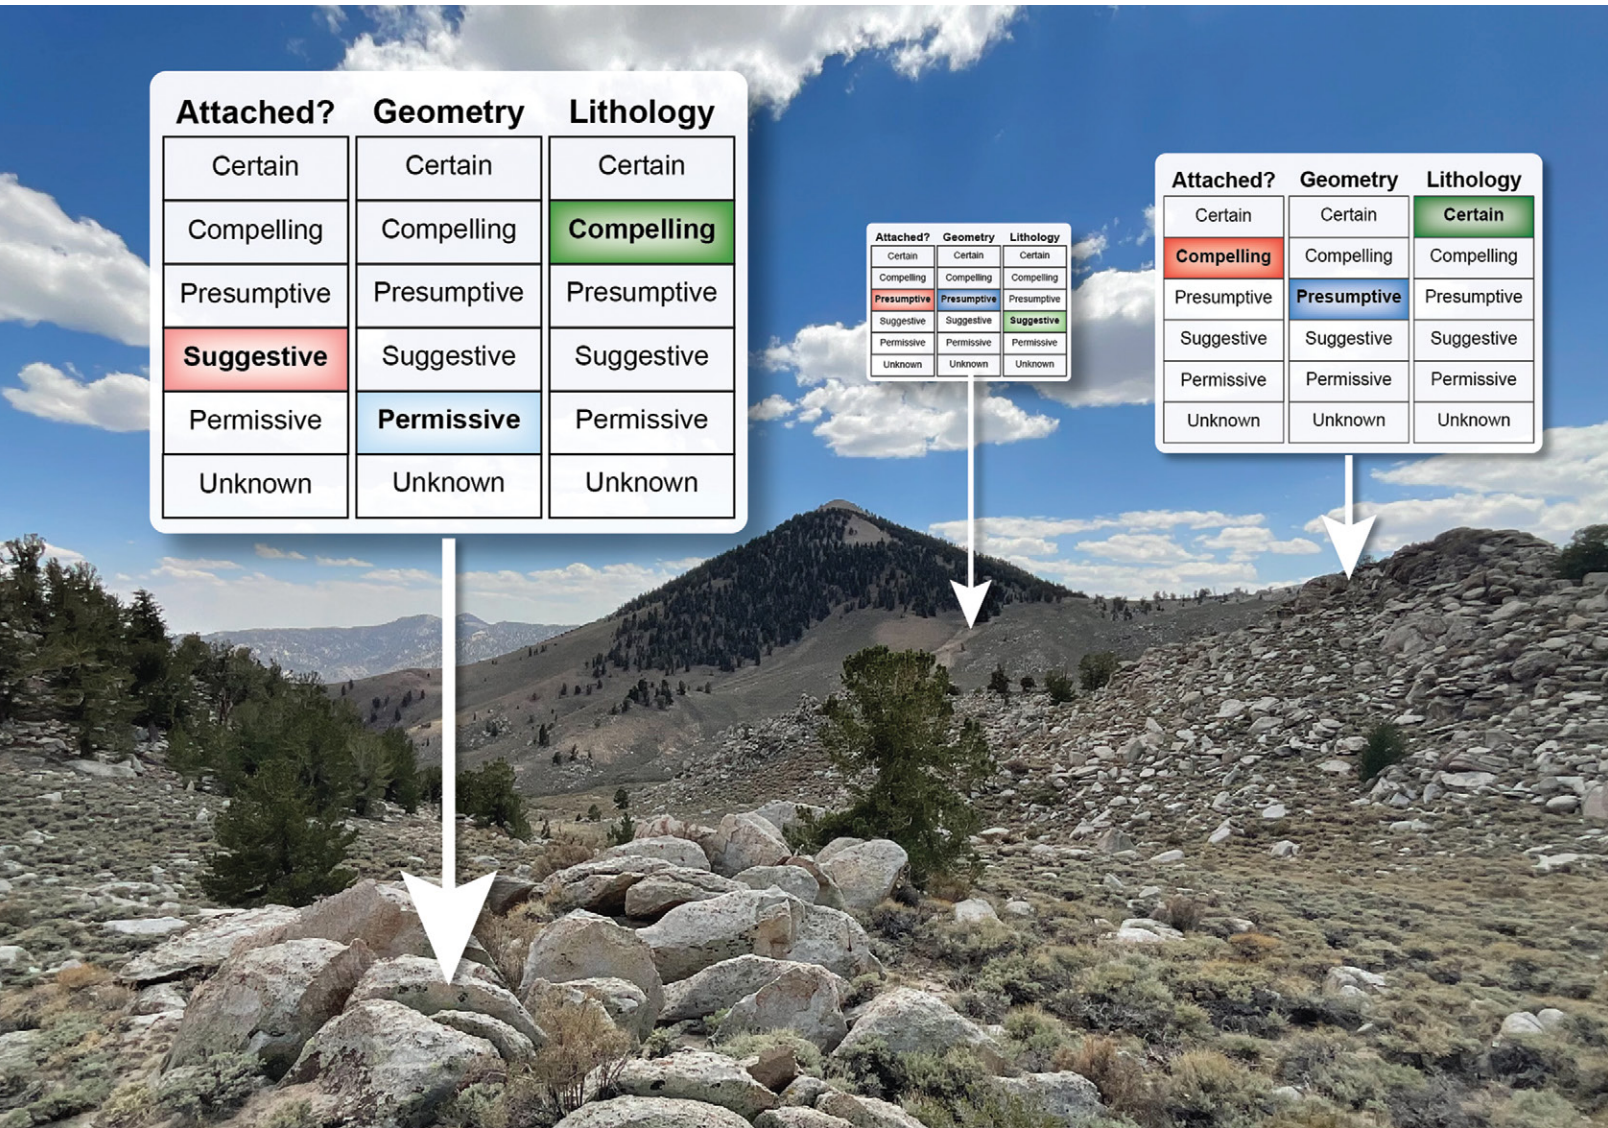 Attached? Geometry Lithology
Certain Certain Certain
Compelling Compelling Compelling
Presumptive Presumptive Presumptive
Suggestive Suggestive Suggestive
Permissive Permissive Permissive
Unknown Unknown Unknown
Attached? Geometry Lithology
Certain Certain Certain
Compelling Compelling Compelling
Presumptive Presumptive Presumptive
Suggestive Suggestive Suggestive
Permissive Permissive Permissive
Unknown Unknown Unknown
Attached? Geometry Lithology
Certain Certain Certain
Compelling Compelling Compelling
Presumptive Presumptive Presumptive
Suggestive Suggestive Suggestive
Permissive Permissive Permissive
Unknown Unknown Unknown